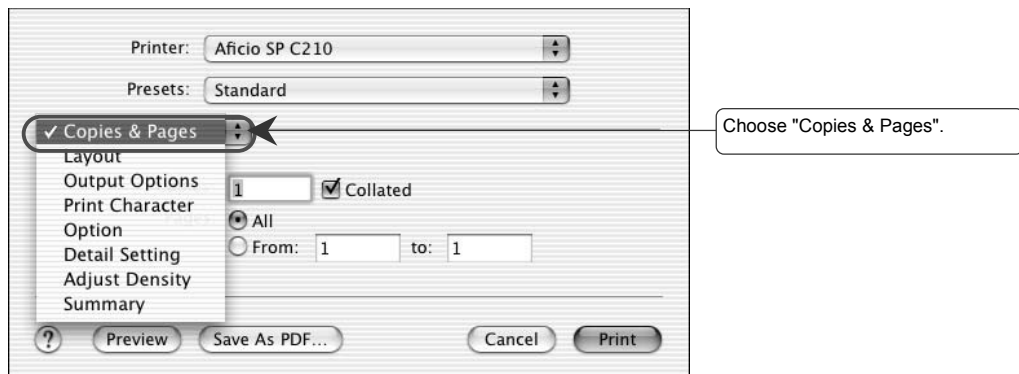 Printer: Aficio SP C210
Presets: Standard
✓ Copies & Pages
Choose "Copies & Pages".
Layout
Output Options
1 Collated
Print Character
All
Option
From: 1 to: 1
Detail Setting
Adjust Density
Summary
? Preview Save As PDF... Cancel Print